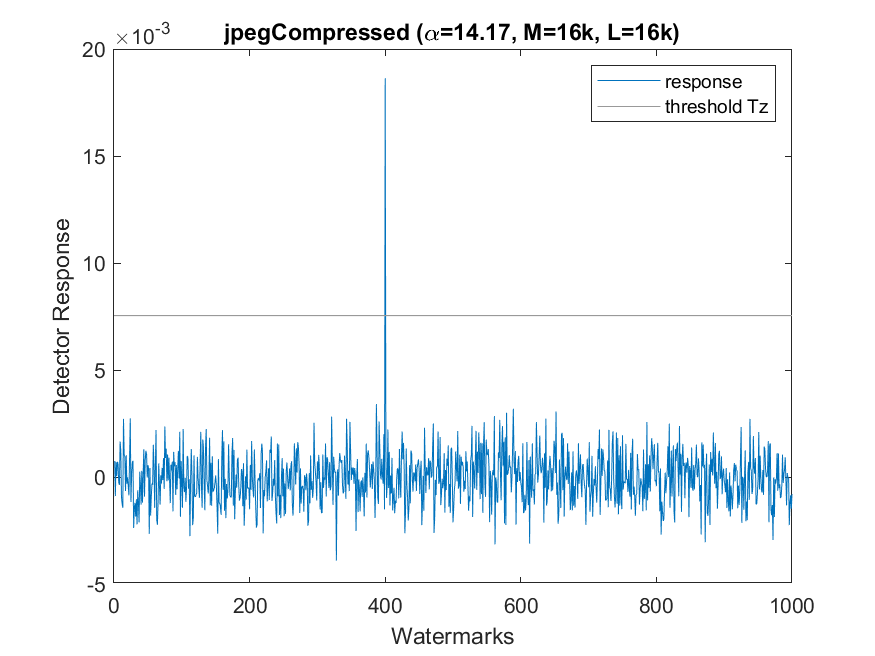 ×10-3
jpegCompressed (α=14.17, M=16k, L=16k)
20
15
10
5
0
-5
response
threshold Tz
Detector Response
0
200
400
600
800
1000
Watermarks